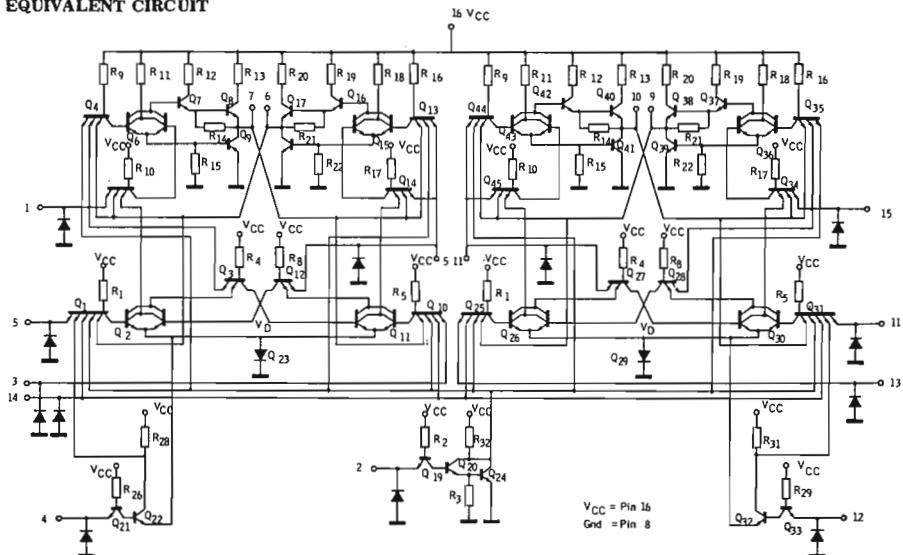 EQUIVALENT CIRCUIT
16 VCC
R9 R11 R12 R13 7 6 R20 R19 R18 R16 R9 R11 R12 R13 10 9 R20 R19 R18 R16
Q4 Q7 Q8 Q17 Q16 Q13 Q44 Q42 Q40 Q38 Q37 Q35
Q6 R14 Q9 R21 Q15 Q43 R14 Q41 Q39 R21 Q36
VCC R10 R15 R22 R17 VCC Q14 VCC R10 Q45 R15 R22 VCC R17 Q34
1 15
VCC VCC 5 11 VCC VCC
VCC Q3 R4 R8 Q12 VCC VCC R4 Q27 R8 Q28 VCC
Q1 R1 R5 Q10 Q25 R1 R5 Q31
5 Q2 VD Q11 Q26 VD Q30 11
Q23 Q29
3 13
14
VCC R28 VCC R2 VCC R32 VCC R31
VCC R26 2 Q19 Q20 Q24 R3 VCC R29
4 Q21 Q22 Q32 Q33 12
VCC = Pin 16
Gnd = Pin 8